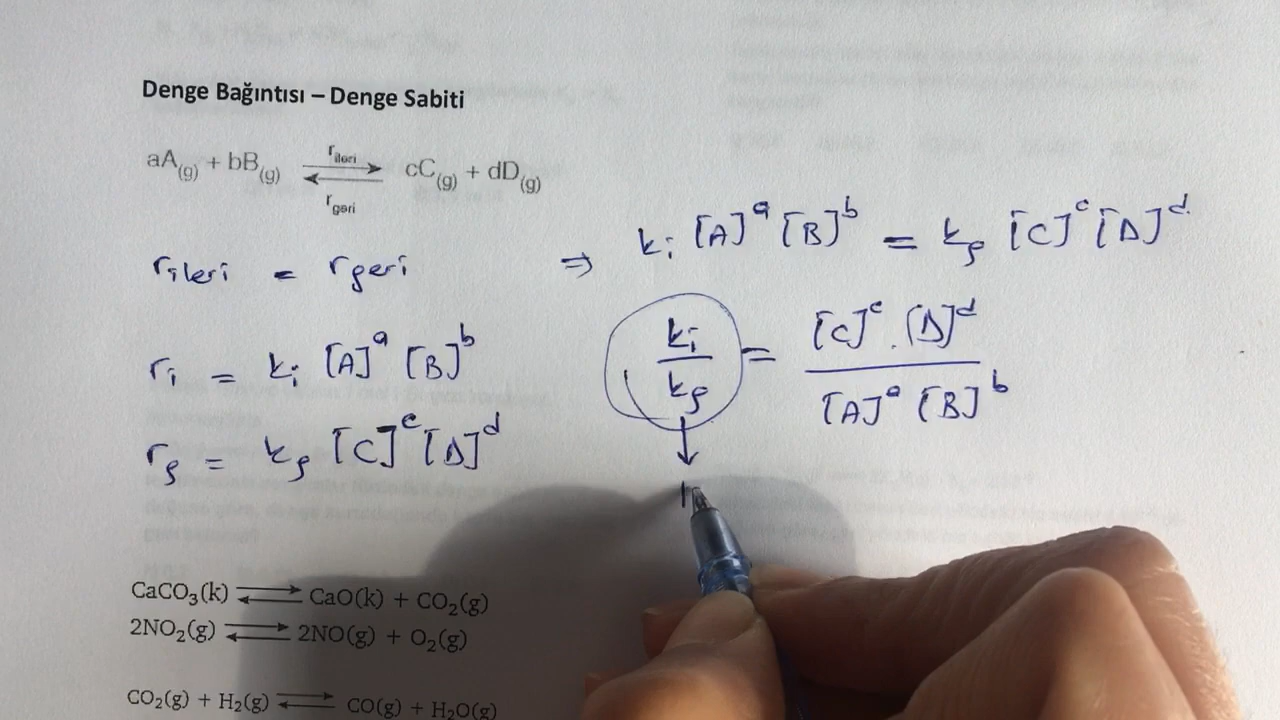 Denge Bağıntısı – Denge Sabiti
aA(g) + bB(g) ⇌ cC(g) + dD(g)
rileri
rgeri
rileri = rgeri ⇒ ki [A]^a [B]^b = kg [C]^c [D]^d
ki/kg = [C]^c . [D]^d / [A]^a [B]^b
ri = ki [A]^a [B]^b
rg = kg [C]^c [D]^d
CaCO₃(k) ⇌ CaO(k) + CO₂(g)
2NO₂(g) ⇌ 2NO(g) + O₂(g)
CO₂(g) + H₂(g) ⇌ CO(g) + H₂O(g)